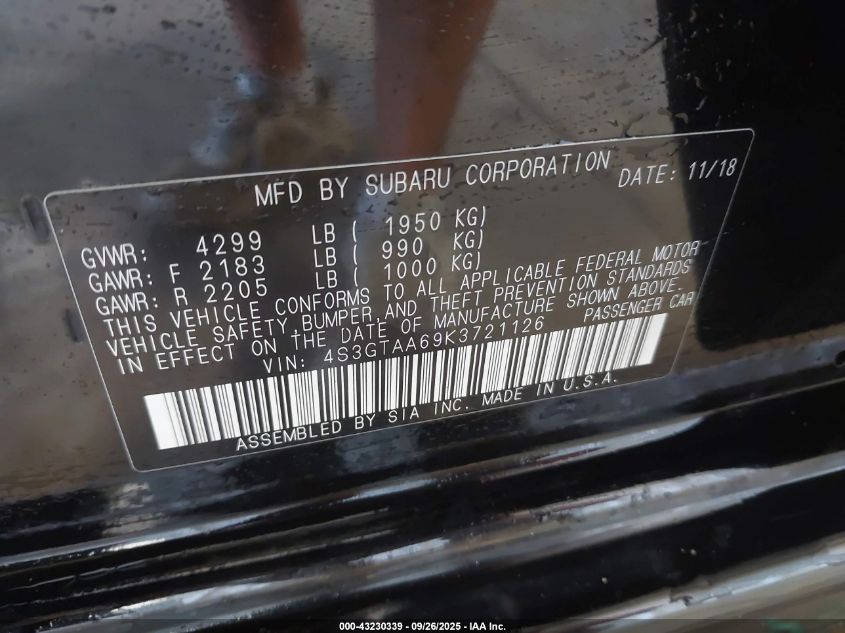 MFD BY SUBARU CORPORATION DATE: 11/18
GVWR: 4299 LB ( 1950 KG)
GAWR: F 2183 LB ( 990 KG)
GAWR: R 2205 LB ( 1000 KG)
THIS VEHICLE CONFORMS TO ALL APPLICABLE FEDERAL MOTOR
VEHICLE SAFETY,BUMPER,AND THEFT PREVENTION STANDARDS
IN EFFECT ON THE DATE OF MANUFACTURE SHOWN ABOVE.
VIN: 4S3GTAA69K3721126 PASSENGER CAR
ASSEMBLED BY SIA INC. MADE IN U.S.A.
000-43230339 - 09/26/2025 - IAA Inc.